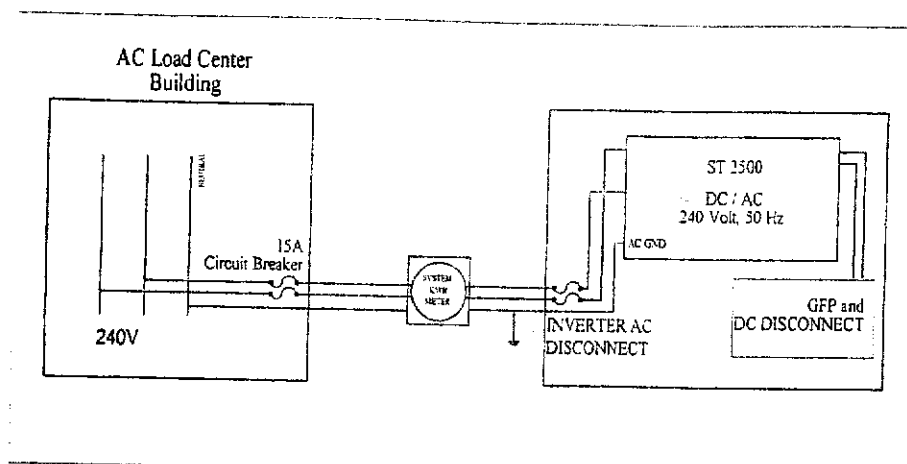 AC Load Center
Building
NEUTRAL
15A
Circuit Breaker
240V
SYSTEM
KWH
METER
ST 2500
DC / AC
240 Volt, 50 Hz
AC GND
INVERTER AC
DISCONNECT
GFP and
DC DISCONNECT